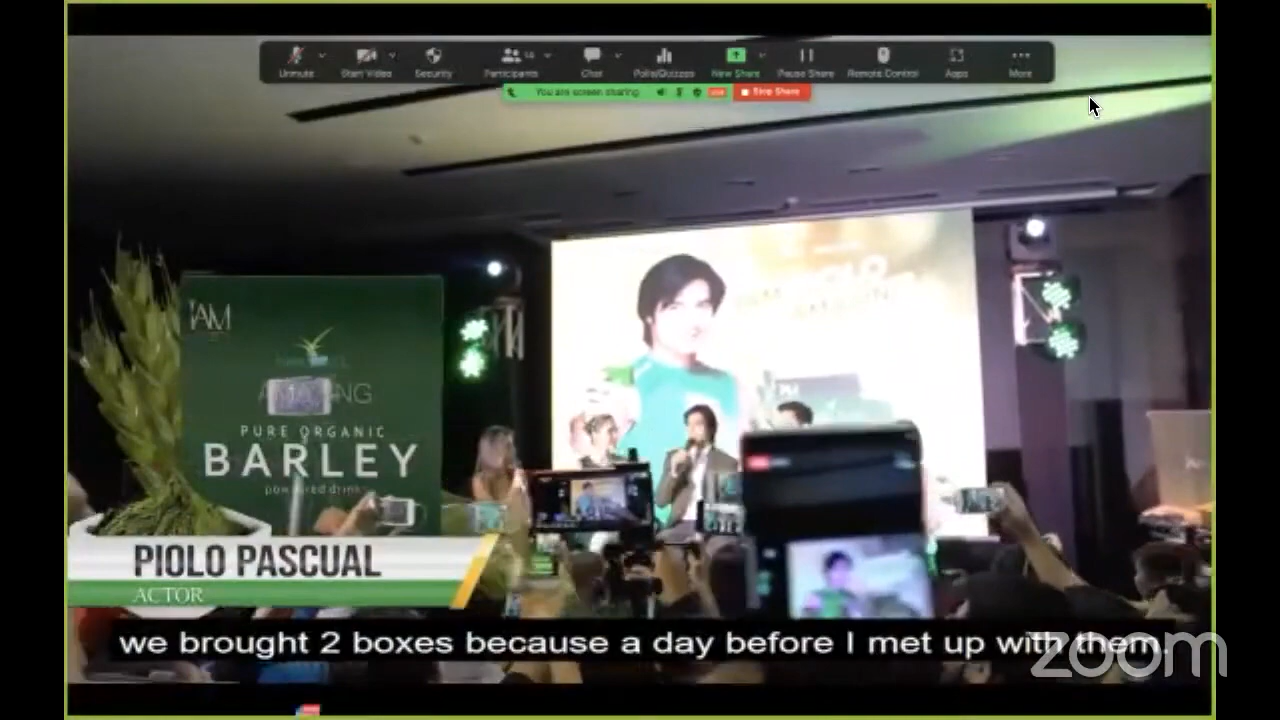 Unmute
Start Video
Security
Participants
Chat
Polls/Quizzes
New Share
Pause Share
Remote Control
Apps
More
You are screen sharing
Stop Share
I'AM
AMAZING
PURE ORGANIC
BARLEY
powdered drink
PIOLO PASCUAL
ACTOR
we brought 2 boxes because a day before I met up with them.
zoom